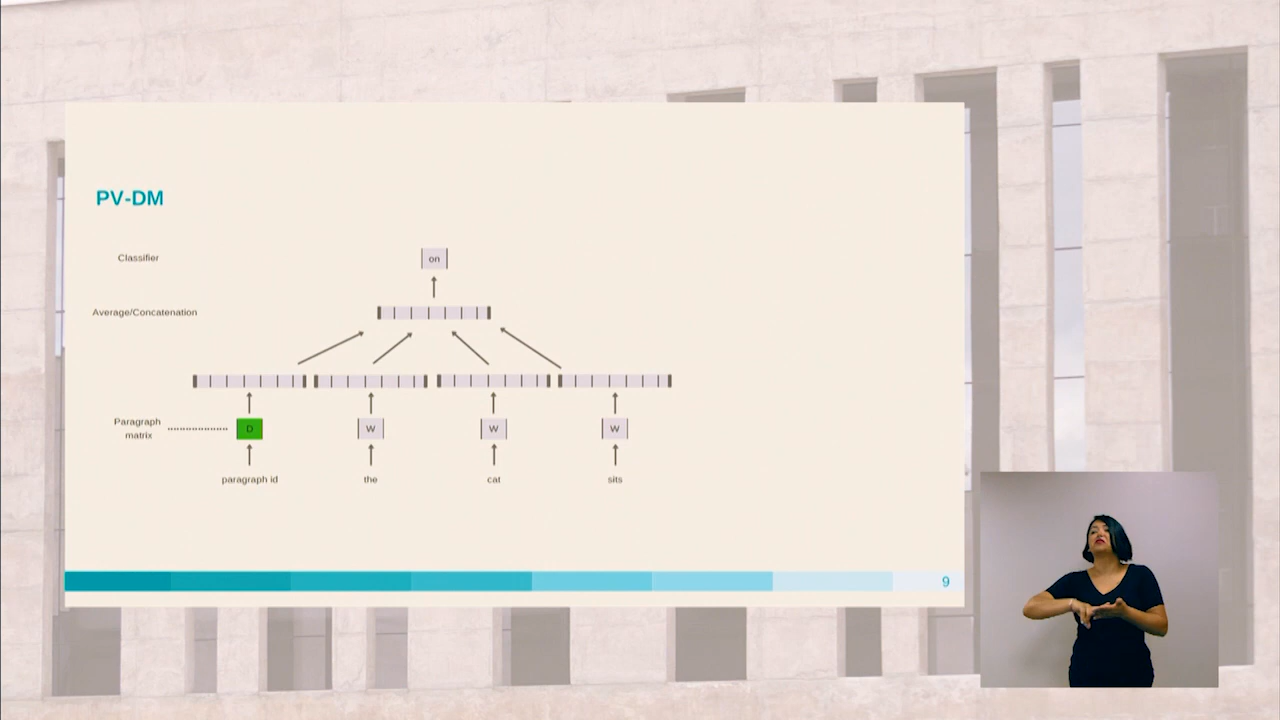 PV-DM
Classifier
on
Average/Concatenation
Paragraph
matrix
D
W
W
W
paragraph id
the
cat
sits
9